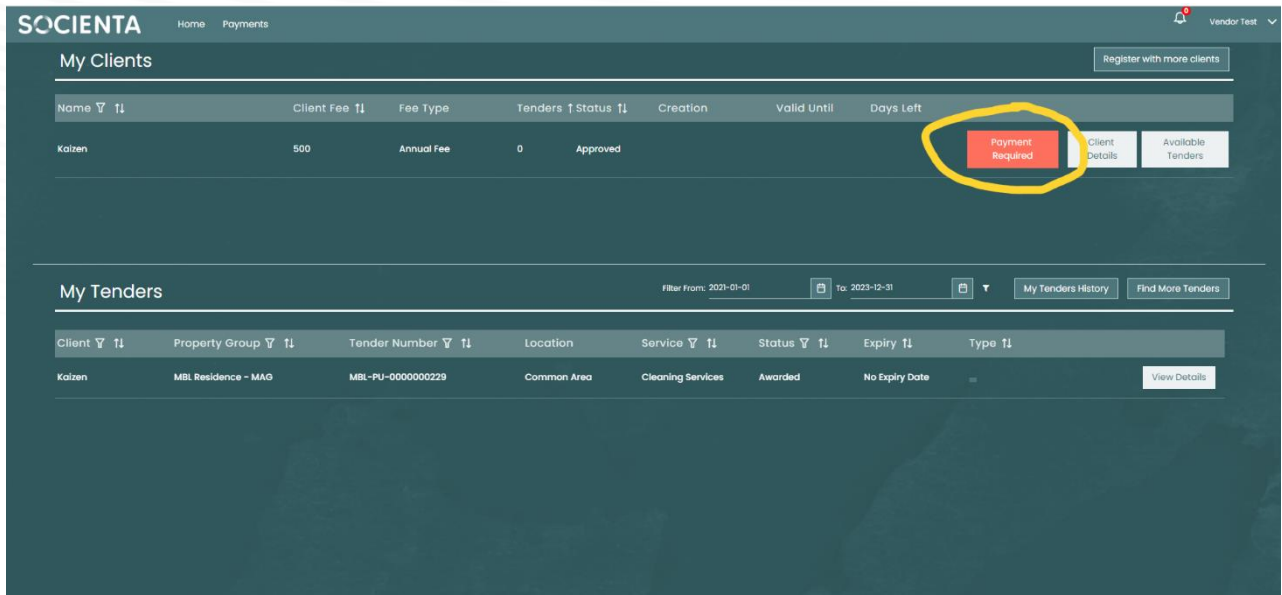 SOCIENTA Home Payments 0 Vendor Test
My Clients Register with more clients
Name Client Fee Fee Type Tenders Status Creation Valid Until Days Left
Kaizen 500 Annual Fee 0 Approved Payment Required Client Details Available Tenders
My Tenders Filter From: 2021-01-01 To: 2023-12-31 My Tenders History Find More Tenders
Client Property Group Tender Number Location Service Status Expiry Type
Kaizen MBL Residence - MAG MBL-PU-0000000229 Common Area Cleaning Services Awarded No Expiry Date View Details